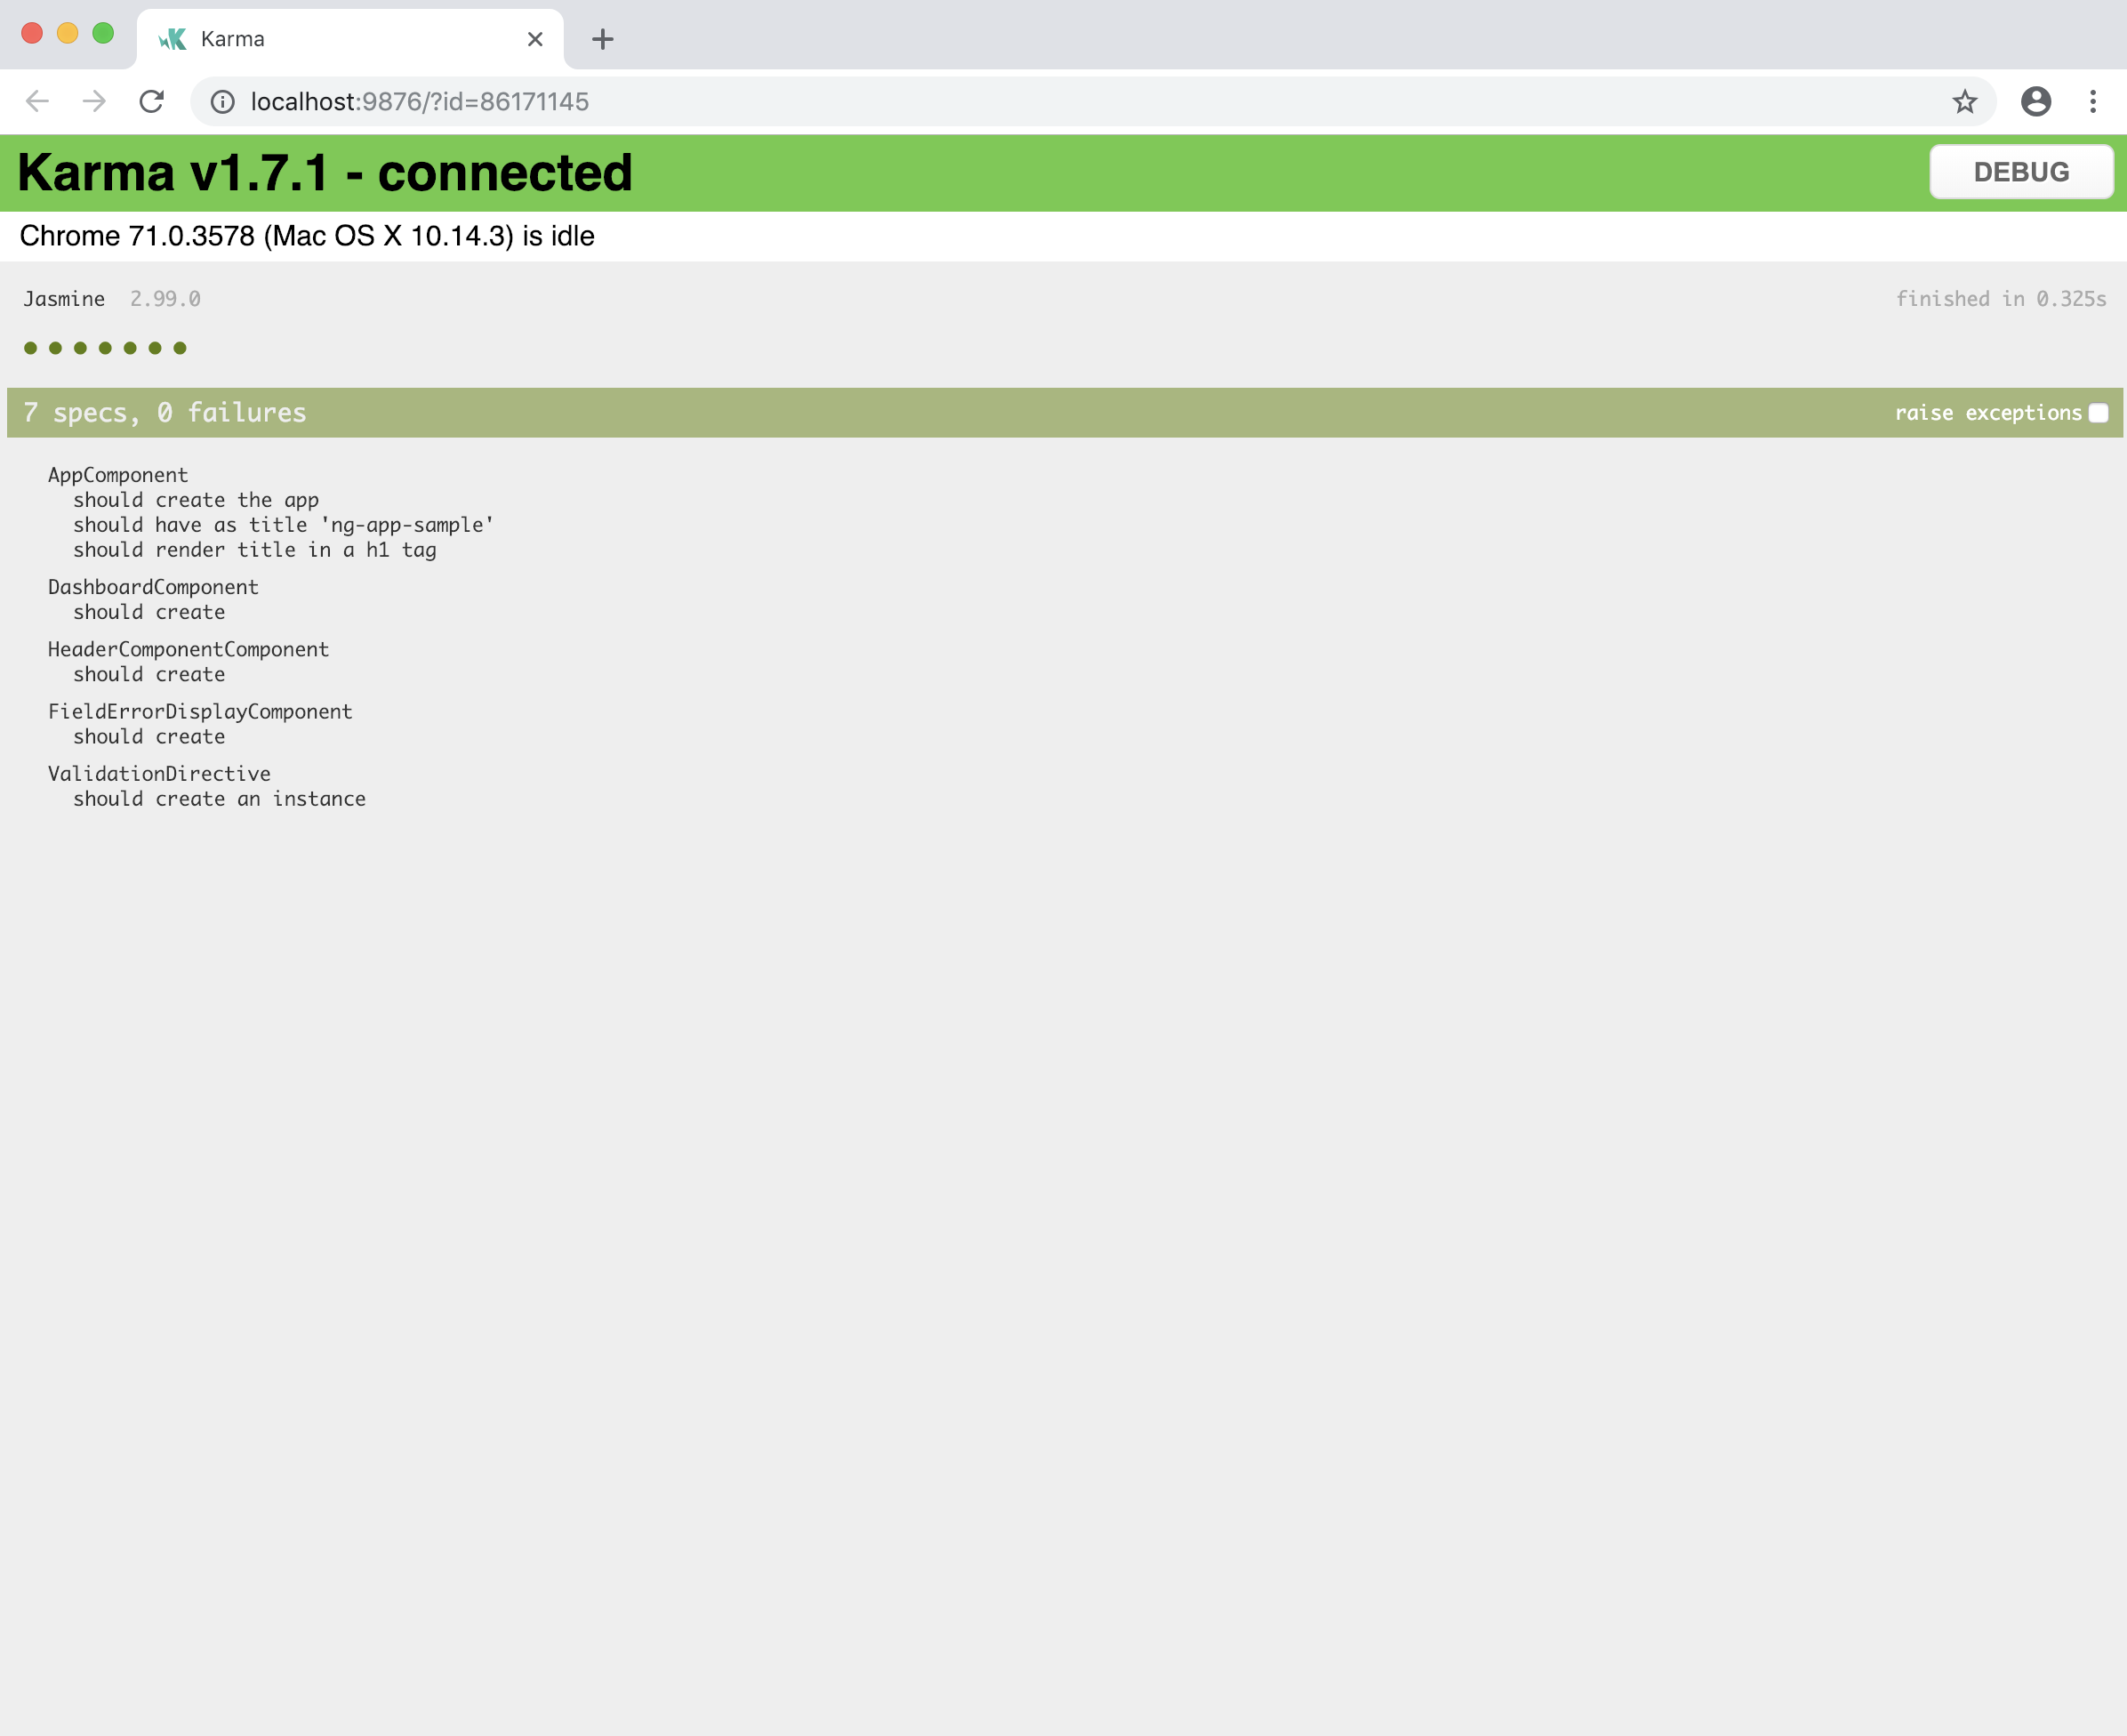 Karma
localhost:9876/?id=86171145
Karma v1.7.1 - connected
DEBUG
Chrome 71.0.3578 (Mac OS X 10.14.3) is idle
Jasmine 2.99.0
finished in 0.325s
7 specs, 0 failures
raise exceptions
AppComponent
should create the app
should have as title 'ng-app-sample'
should render title in a h1 tag
DashboardComponent
should create
HeaderComponentComponent
should create
FieldErrorDisplayComponent
should create
ValidationDirective
should create an instance